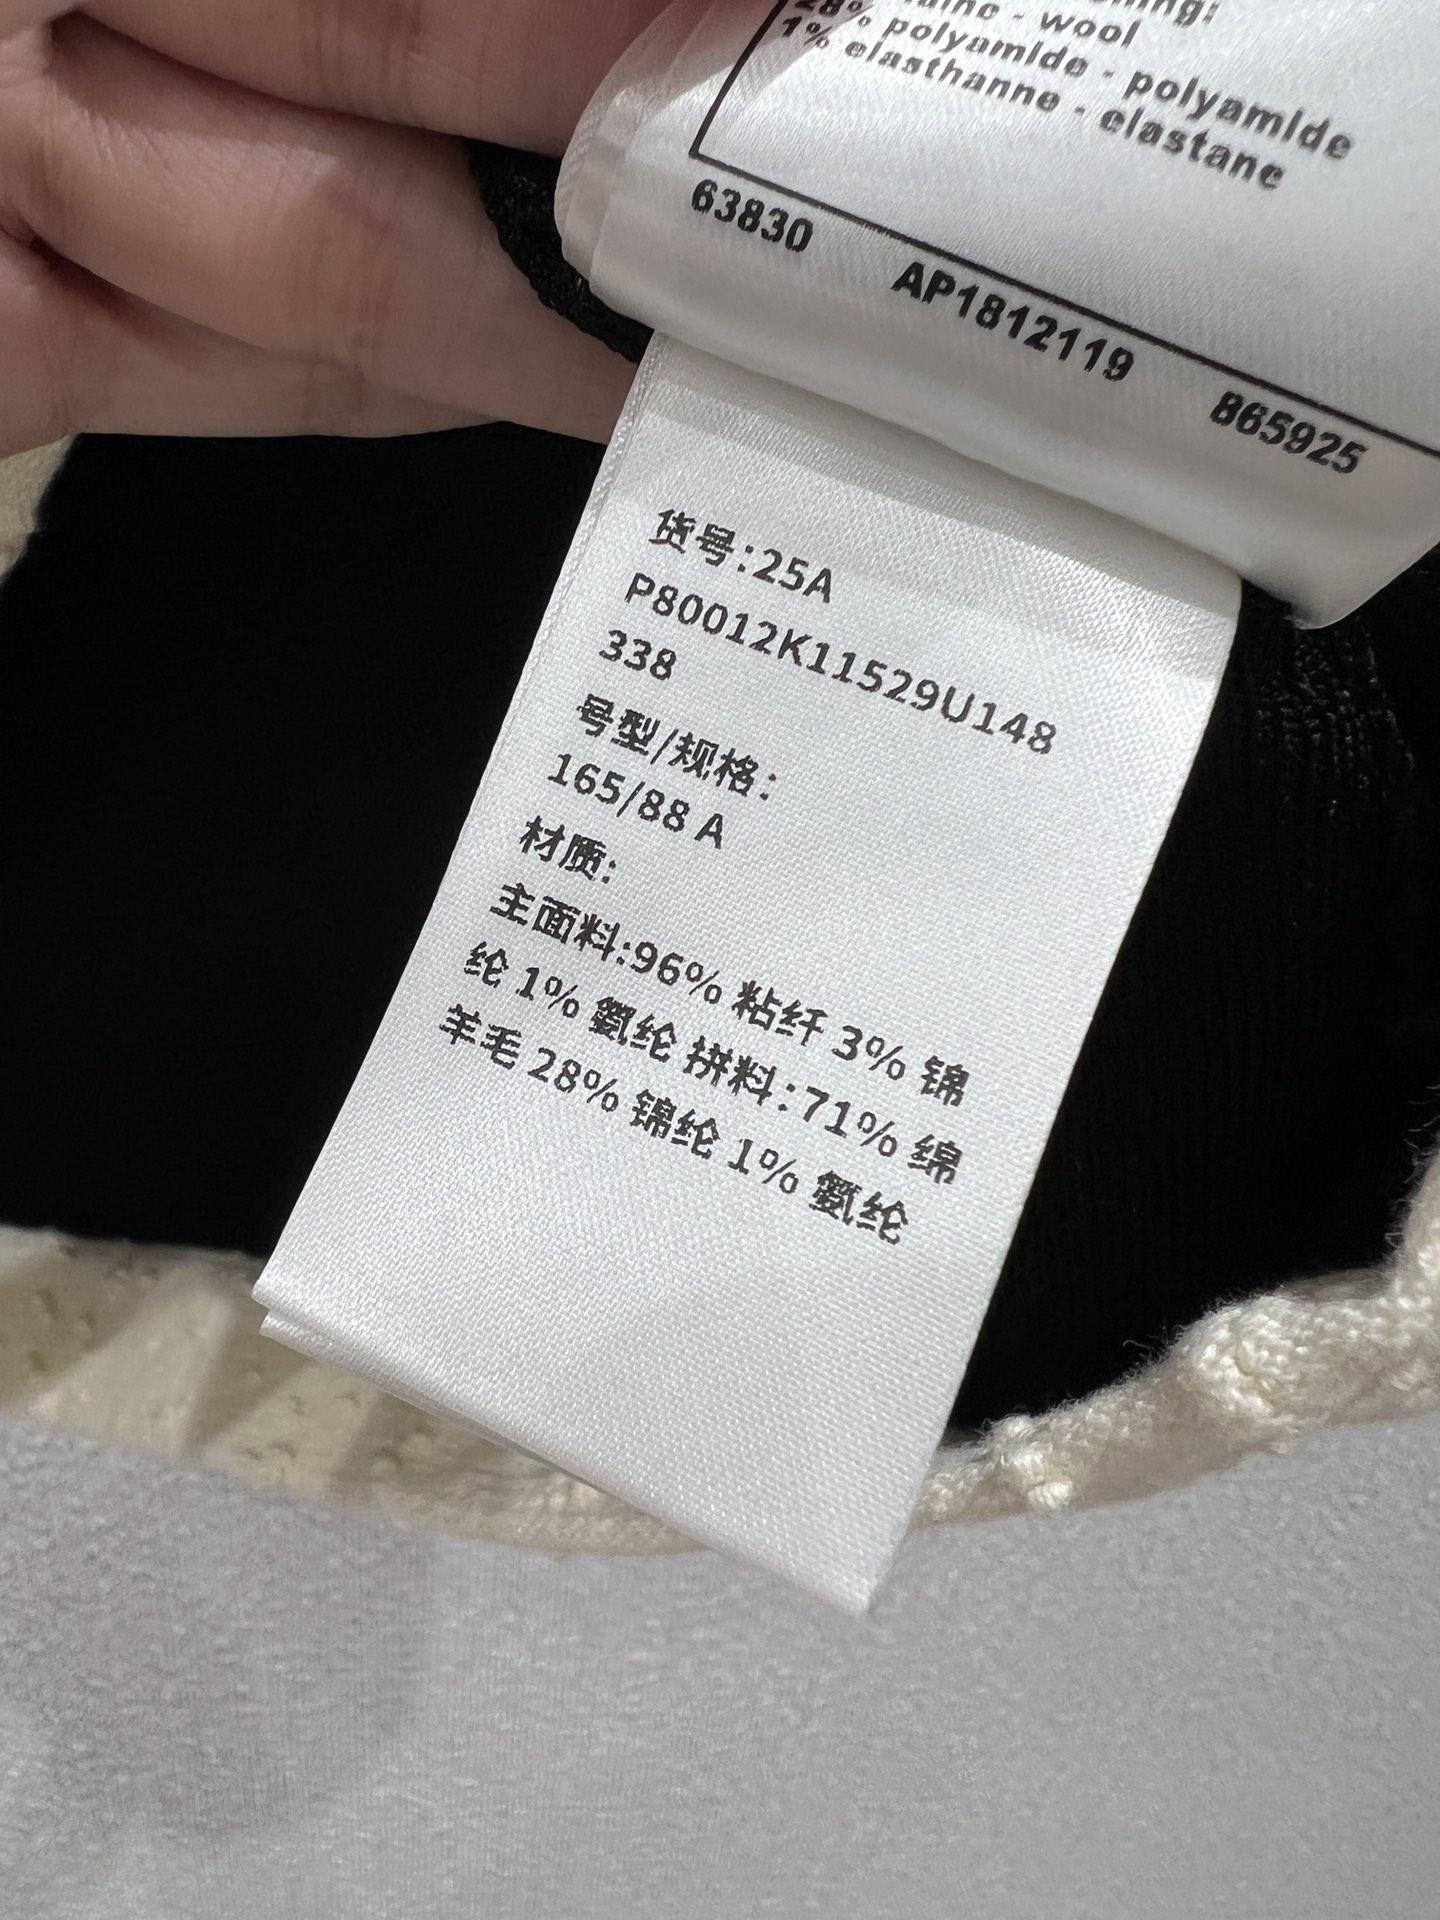 - wool
28% polyamide - polyamide
1% elasthanne - elastane
63830 AP1812119 865925
货号:25A
P80012K11529U148
338
号型/规格:
165/88 A
材质:
主面料:96% 粘纤 3% 锦
纶 1% 氨纶 拼料:71% 绵
羊毛 28% 锦纶 1% 氨纶